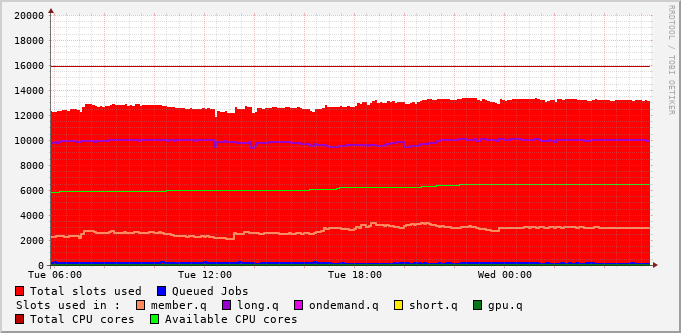 20000
18000
16000
14000
12000
10000
8000
6000
4000
2000
0
Tue 06:00 Tue 12:00 Tue 18:00 Wed 00:00
RRDTOOL / TOBI OETIKER
Total slots used Queued Jobs
Slots used in : member.q long.q ondemand.q short.q gpu.q
Total CPU cores Available CPU cores